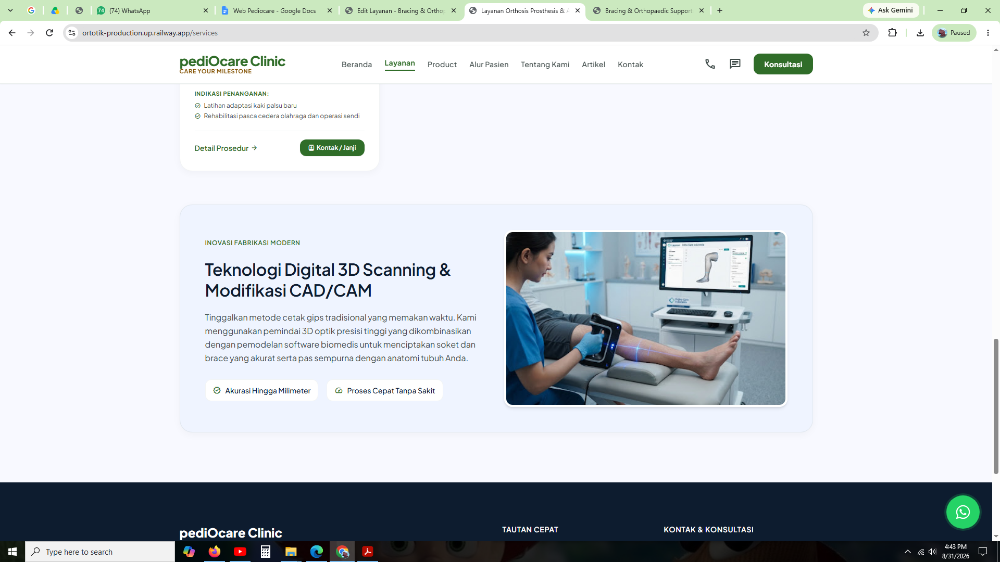 (74) WhatsApp
Web Pediocare - Google Docs
Edit Layanan - Bracing & Orthop
Layanan Orthosis Prosthesis & A
Bracing & Orthopaedic Support
Ask Gemini
ortotik-production.up.railway.app/services
Paused
pediOcare Clinic
CARE YOUR MILESTONE
Beranda
Layanan
Product
Alur Pasien
Tentang Kami
Artikel
Kontak
Konsultasi
INDIKASI PENANGANAN:
Latihan adaptasi kaki palsu baru
Rehabilitasi pasca cedera olahraga dan operasi sendi
Detail Prosedur →
Kontak / Janji
INOVASI FABRIKASI MODERN
Teknologi Digital 3D Scanning &
Modifikasi CAD/CAM
Tinggalkan metode cetak gips tradisional yang memakan waktu. Kami
menggunakan pemindai 3D optik presisi tinggi yang dikombinasikan
dengan pemodelan software biomedis untuk menciptakan soket dan
brace yang akurat serta pas sempurna dengan anatomi tubuh Anda.
Akurasi Hingga Milimeter
Proses Cepat Tanpa Sakit
pediOcare Clinic
TAUTAN CEPAT
KONTAK & KONSULTASI
Type here to search
4:43 PM
8/31/2026